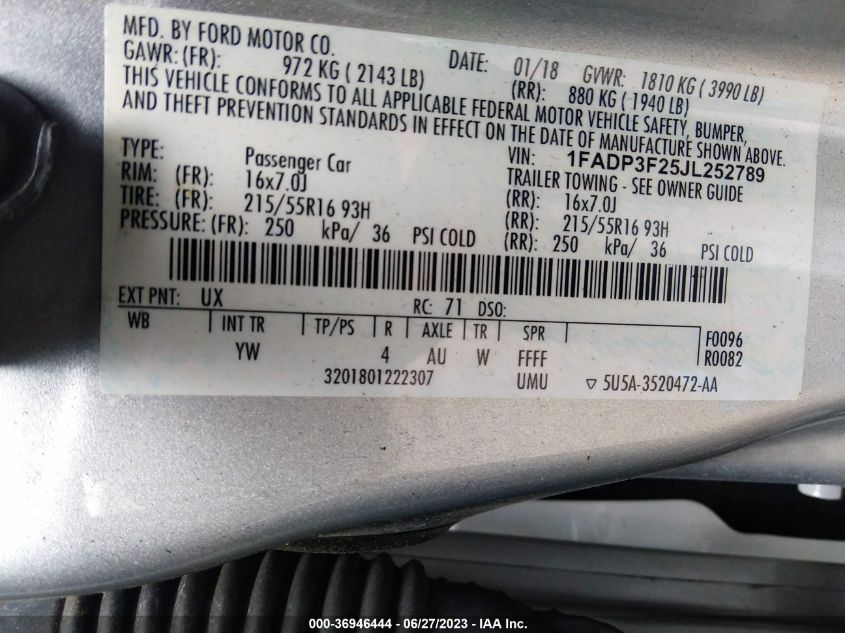 MFD. BY FORD MOTOR CO.
DATE: 01/18 GVWR: 1810 KG ( 3990 LB)
GAWR: (FR): 972 KG ( 2143 LB) (RR): 880 KG ( 1940 LB)
THIS VEHICLE CONFORMS TO ALL APPLICABLE FEDERAL MOTOR VEHICLE SAFETY, BUMPER,
AND THEFT PREVENTION STANDARDS IN EFFECT ON THE DATE OF MANUFACTURE SHOWN ABOVE.
VIN: 1FADP3F25JL252789
TYPE: Passenger Car TRAILER TOWING - SEE OWNER GUIDE
RIM: (FR): 16x7.0J (RR): 16x7.0J
TIRE: (FR): 215/55R16 93H (RR): 215/55R16 93H
PRESSURE: (FR): 250 kPa/ 36 PSI COLD (RR): 250 kPa/ 36 PSI COLD
EXT PNT: UX RC: 71 DSO:
WB INT TR TP/PS R AXLE TR SPR F0096
YW 4 AU W FFFF R0082
3201801222307 UMU ▽ 5U5A-3520472-AA
000-36946444 - 06/27/2023 - IAA Inc.